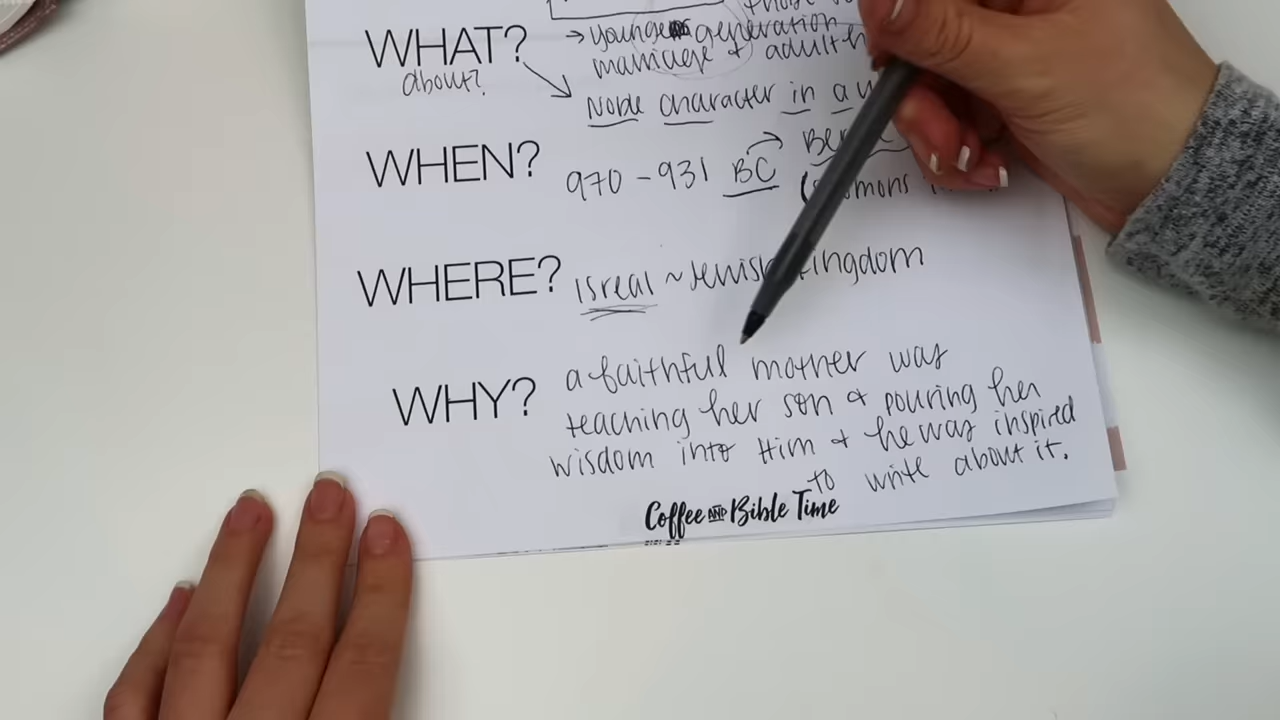 WHAT?
→ younger generation
about?
marriage + adulth
Noble character in a
WHEN?
970 - 931 BC
WHERE?
Isreal ~ Jewish Kingdom
WHY?
a faithful mother was
teaching her son + pouring her
wisdom into Him + he was inspired
to write about it.
Coffee AND Bible Time